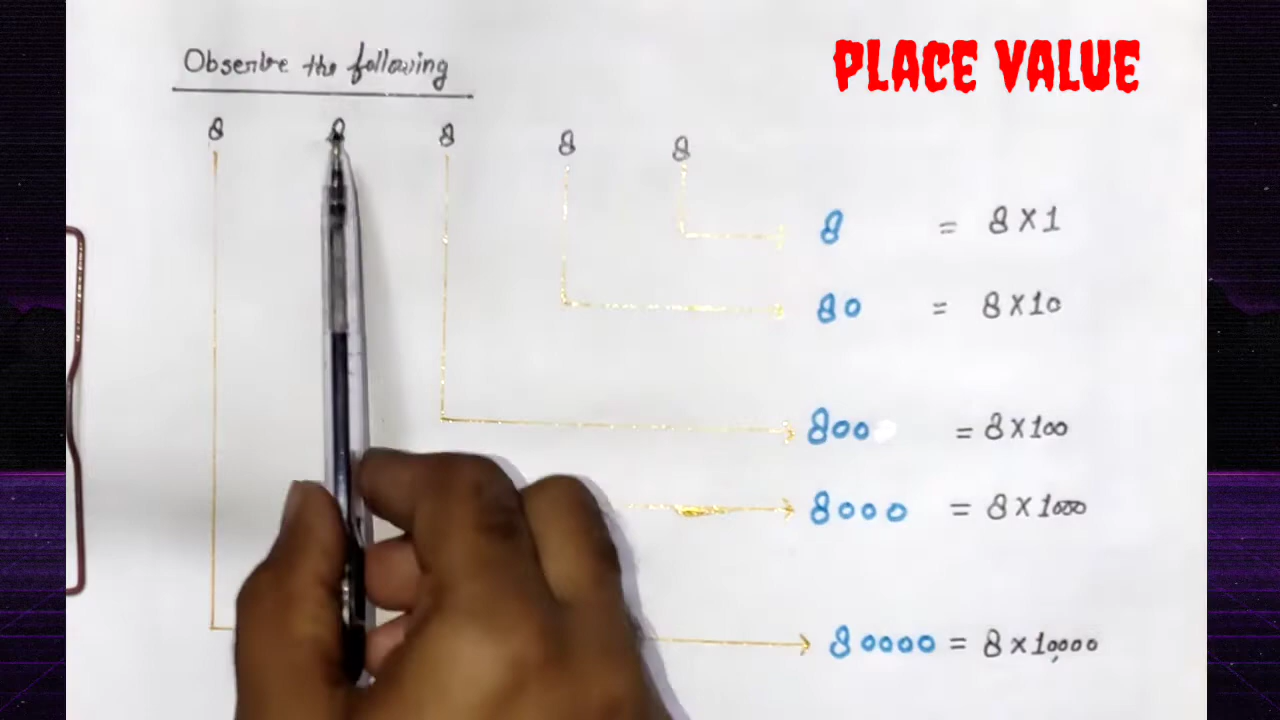 PLACE VALUE
Observe the following
8 8 8 8 8
8 = 8 X 1
80 = 8 X 10
800 = 8 X 100
8000 = 8 X 1000
80000 = 8 X 10,000